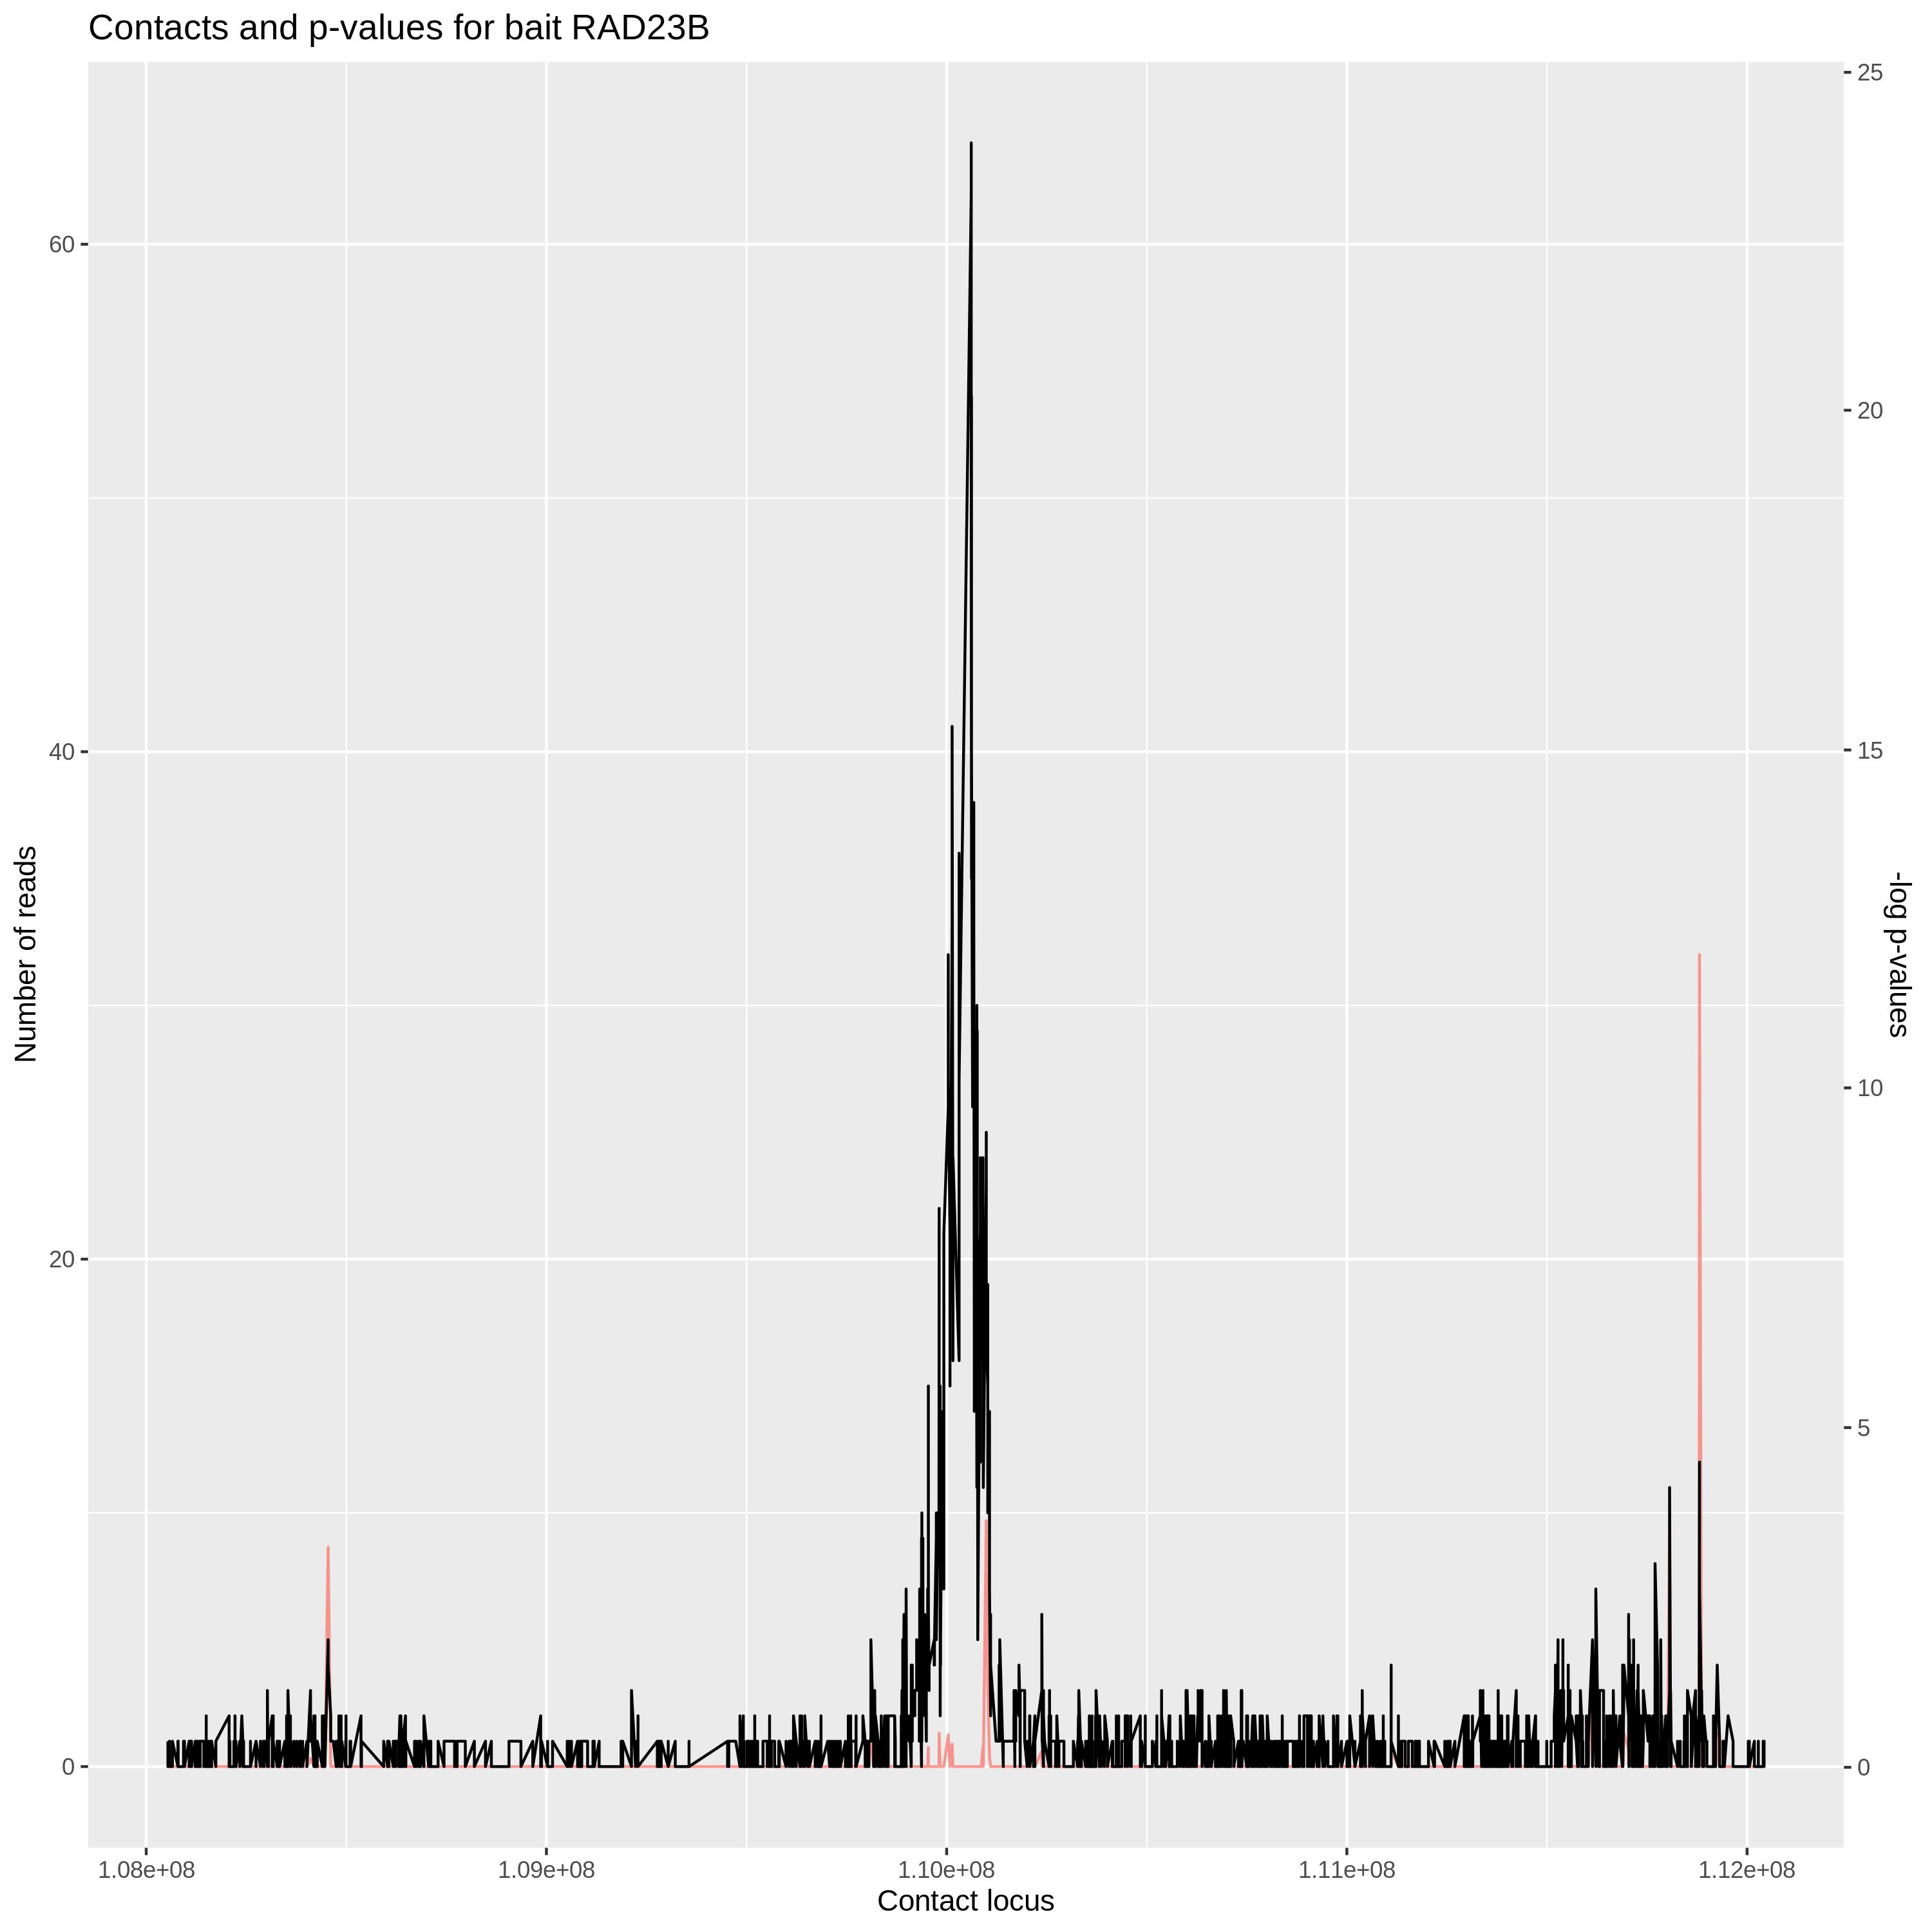 Contacts and p-values for bait RAD23B
Number of reads
60
40
20
0
25
20
15
10
5
0
-log p-values
1.08e+08
1.09e+08
1.10e+08
1.11e+08
1.12e+08
Contact locus